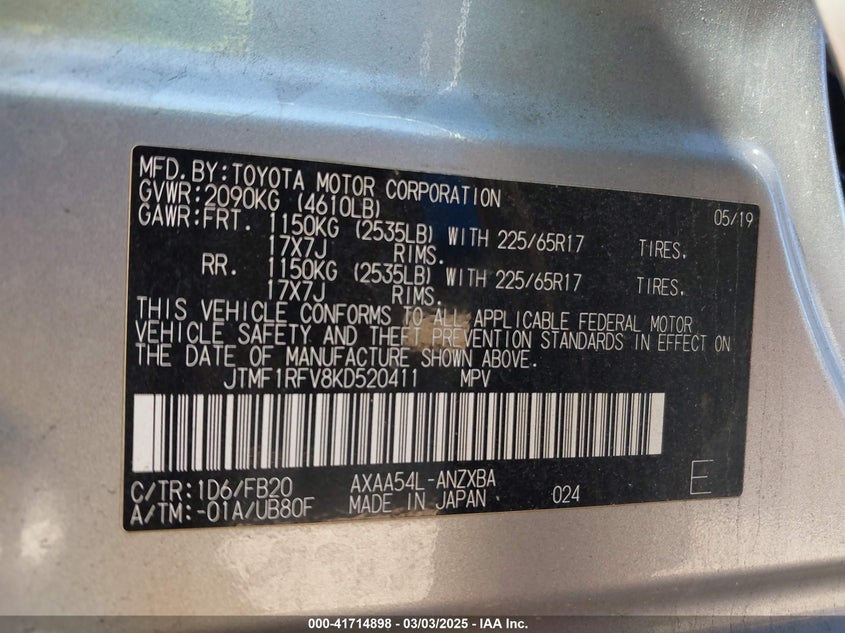 MFD.BY:TOYOTA MOTOR CORPORATION 05/19
GVWR:2090KG (4610LB)
GAWR:FRT. 1150KG (2535LB) WITH 225/65R17 TIRES.
17X7J RIMS.
RR. 1150KG (2535LB) WITH 225/65R17 TIRES.
17X7J RIMS.
THIS VEHICLE CONFORMS TO ALL APPLICABLE FEDERAL MOTOR
VEHICLE SAFETY AND THEFT PREVENTION STANDARDS IN EFFECT ON
THE DATE OF MANUFACTURE SHOWN ABOVE.
JTMF1RFV8KD520411 MPV
C/TR:1D6/FB20 AXAA54L-ANZXBA
A/TM:-01A/UB80F MADE IN JAPAN 024 E
000-41714898 - 03/03/2025 - IAA Inc.